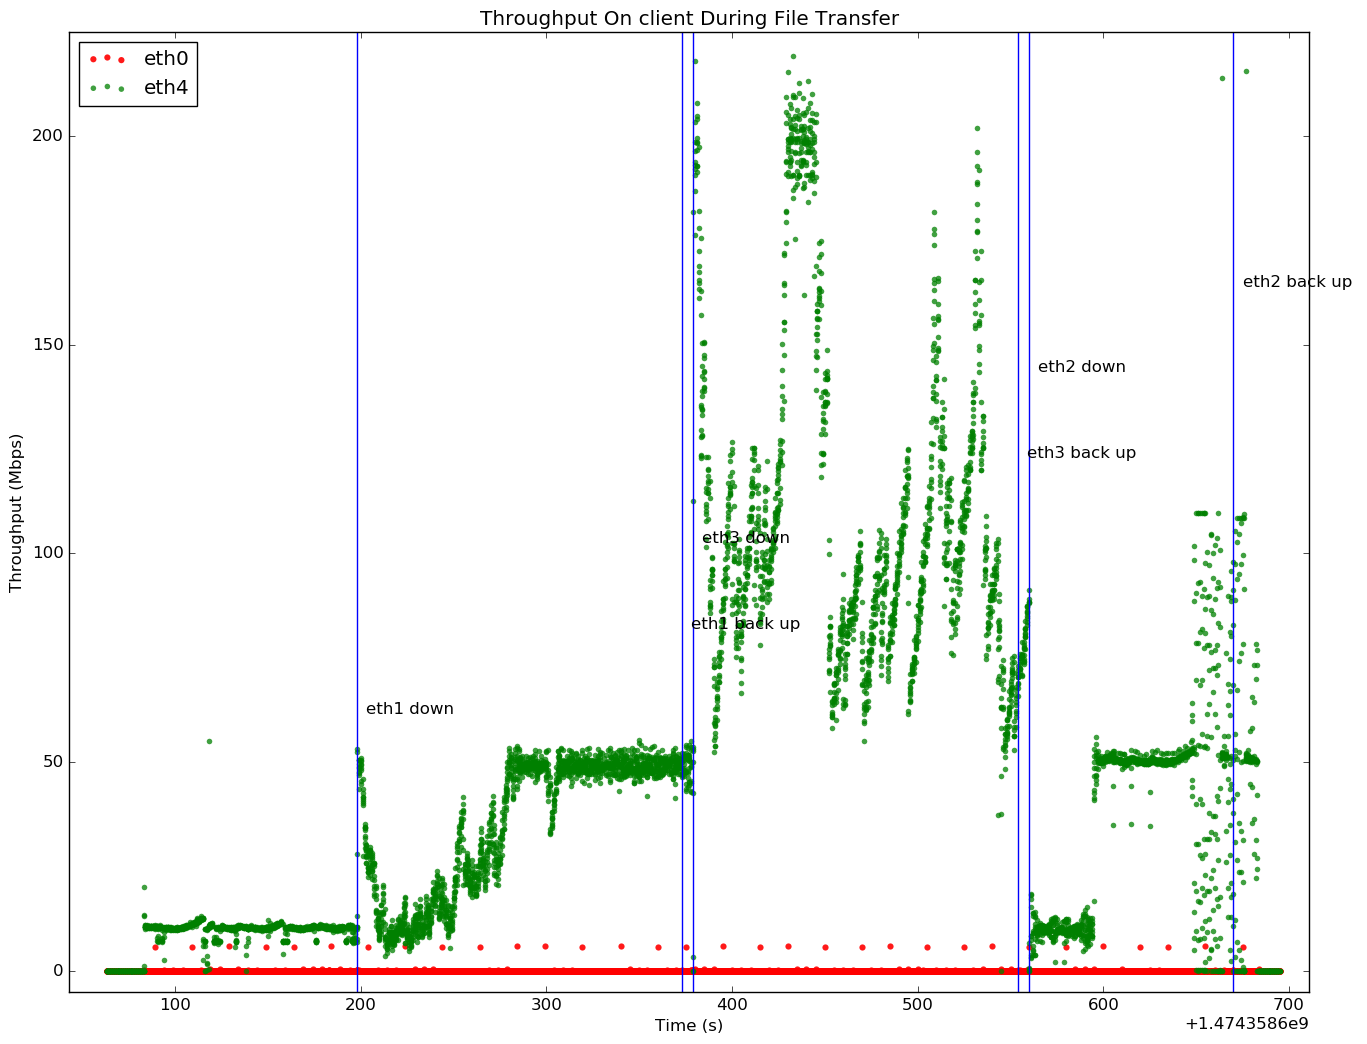 Throughput On client During File Transfer
eth0
eth4
200
150
100
50
0
Throughput (Mbps)
eth2 back up
eth2 down
eth3 back up
eth3 down
eth1 back up
eth1 down
100 200 300 400 500 600 700
+1.4743586e9
Time (s)